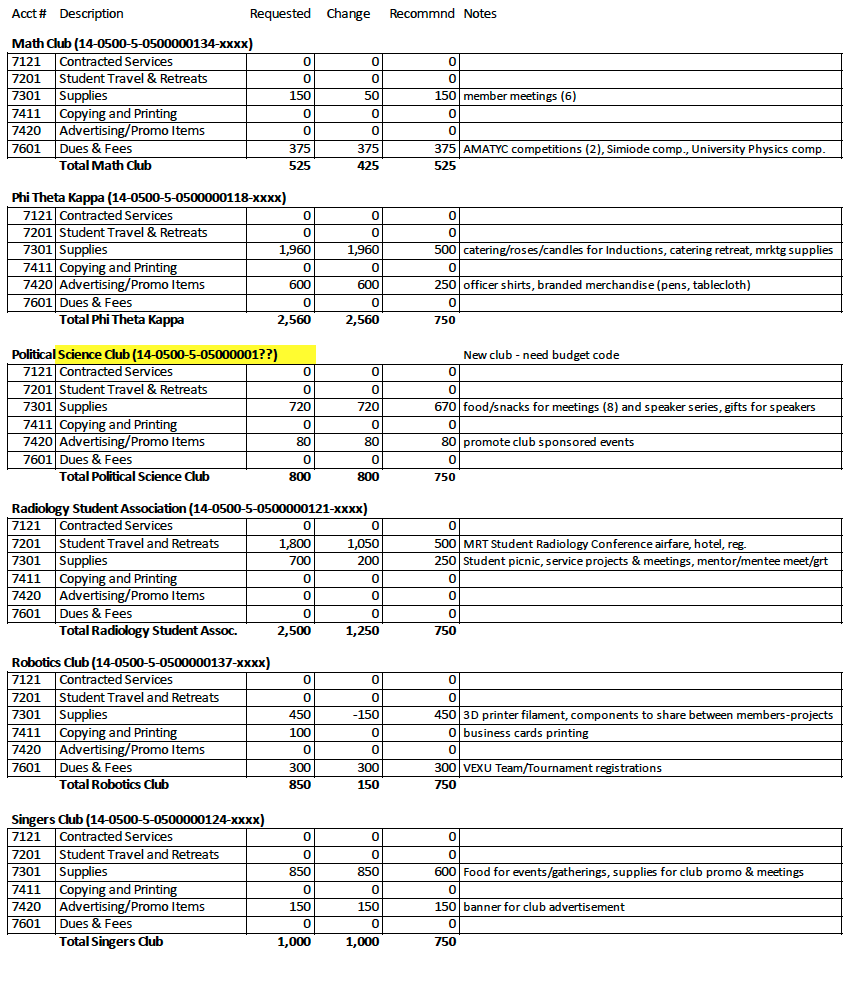 Acct # Description Requested Change Recommnd Notes
Math Club (14-0500-5-0500000134-xxxx)
7121 Contracted Services 0 0 0
7201 Student Travel & Retreats 0 0 0
7301 Supplies 150 50 150 member meetings (6)
7411 Copying and Printing 0 0 0
7420 Advertising/Promo Items 0 0 0
7601 Dues & Fees 375 375 375 AMATYC competitions (2), Simiode comp., University Physics comp.
Total Math Club 525 425 525
Phi Theta Kappa (14-0500-5-0500000118-xxxx)
7121 Contracted Services 0 0 0
7201 Student Travel & Retreats 0 0 0
7301 Supplies 1,960 1,960 500 catering/roses/candles for Inductions, catering retreat, mrktg supplies
7411 Copying and Printing 0 0 0
7420 Advertising/Promo Items 600 600 250 officer shirts, branded merchandise (pens, tablecloth)
7601 Dues & Fees 0 0 0
Total Phi Theta Kappa 2,560 2,560 750
Political Science Club (14-0500-5-05000001??) New club - need budget code
7121 Contracted Services 0 0 0
7201 Student Travel & Retreats 0 0 0
7301 Supplies 720 720 670 food/snacks for meetings (8) and speaker series, gifts for speakers
7411 Copying and Printing 0 0 0
7420 Advertising/Promo Items 80 80 80 promote club sponsored events
7601 Dues & Fees 0 0 0
Total Political Science Club 800 800 750
Radiology Student Association (14-0500-5-0500000121-xxxx)
7121 Contracted Services 0 0 0
7201 Student Travel and Retreats 1,800 1,050 500 MRT Student Radiology Conference airfare, hotel, reg.
7301 Supplies 700 200 250 Student picnic, service projects & meetings, mentor/mentee meet/grt
7411 Copying and Printing 0 0 0
7420 Advertising/Promo Items 0 0 0
7601 Dues & Fees 0 0 0
Total Radiology Student Assoc. 2,500 1,250 750
Robotics Club (14-0500-5-0500000137-xxxx)
7121 Contracted Services 0 0 0
7201 Student Travel and Retreats 0 0 0
7301 Supplies 450 -150 450 3D printer filament, components to share between members-projects
7411 Copying and Printing 100 0 0 business cards printing
7420 Advertising/Promo Items 0 0 0
7601 Dues & Fees 300 300 300 VEXU Team/Tournament registrations
Total Robotics Club 850 150 750
Singers Club (14-0500-5-0500000124-xxxx)
7121 Contracted Services 0 0 0
7201 Student Travel and Retreats 0 0 0
7301 Supplies 850 850 600 Food for events/gatherings, supplies for club promo & meetings
7411 Copying and Printing 0 0 0
7420 Advertising/Promo Items 150 150 150 banner for club advertisement
7601 Dues & Fees 0 0 0
Total Singers Club 1,000 1,000 750